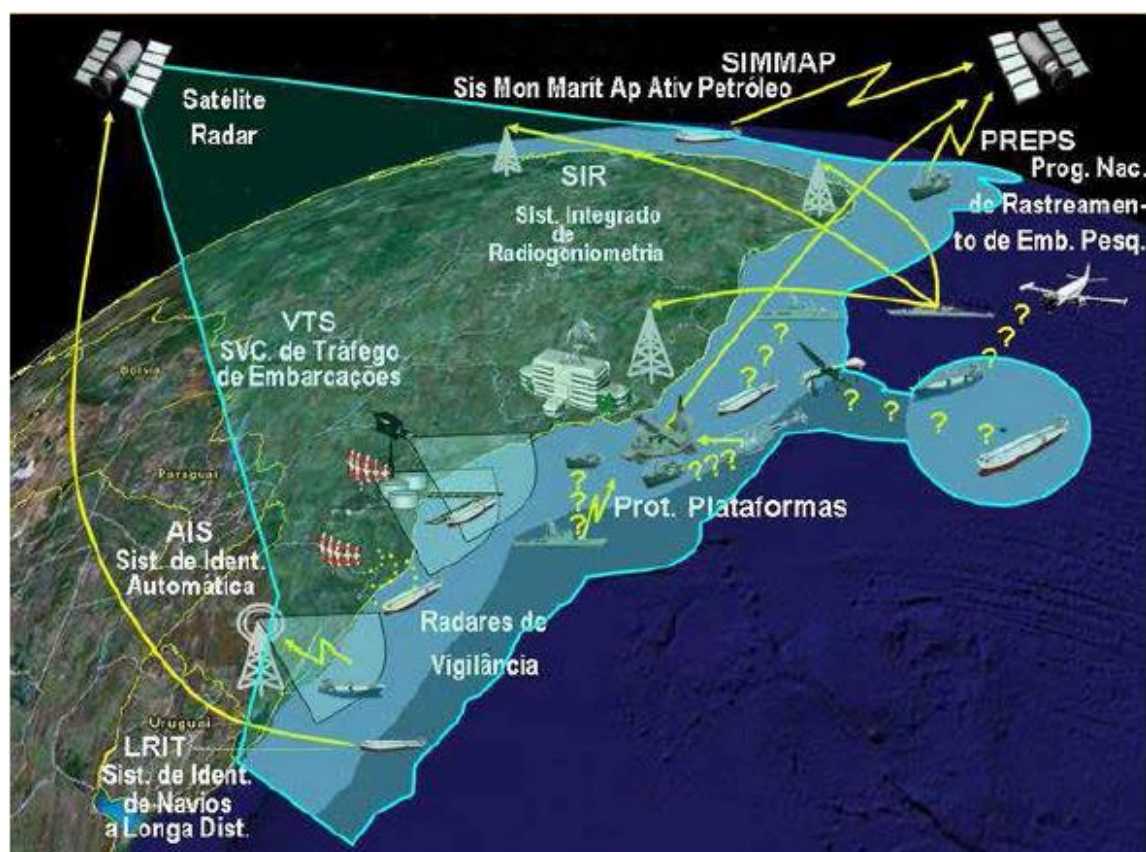 SIMMAP
Sis Mon Marit Ap Ativ Petróleo
Satélite
Radar
PREPS
Prog. Nac.
de Rastreamen-
to de Emb. Pesq.
SIR
Sist. Integrado
de
Radiogoniometria
VTS
SVC. de Tráfego
de Embarcações
Bolívia
?
?
?
?
?
?
?
?
?
?
?
???
?
?
?
Paraguai
Prot. Plataformas
AIS
Sist. de Ident.
Automática
Radares de
Vigilância
Uruguai
LRIT
Sist. de Ident.
de Navios
a Longa Dist.